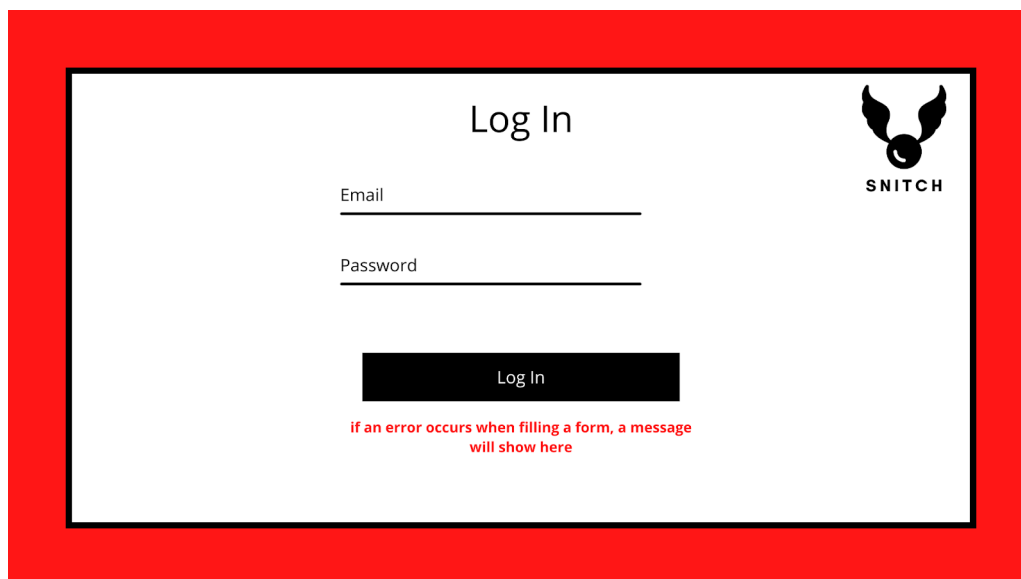 Log In
SNITCH
Email
Password
Log In
if an error occurs when filling a form, a message
will show here